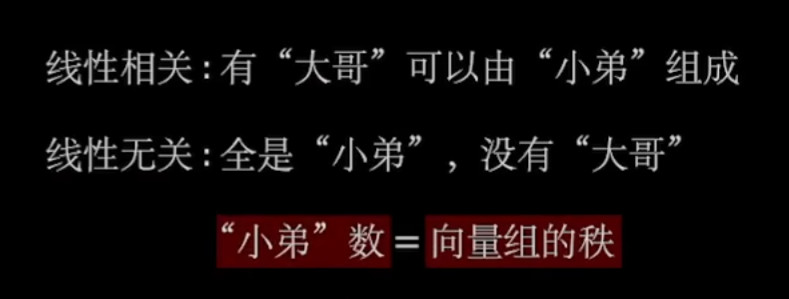 线性相关：有“大哥”可以由“小弟”组成
线性无关：全是“小弟”，没有“大哥”
“小弟”数=向量组的秩